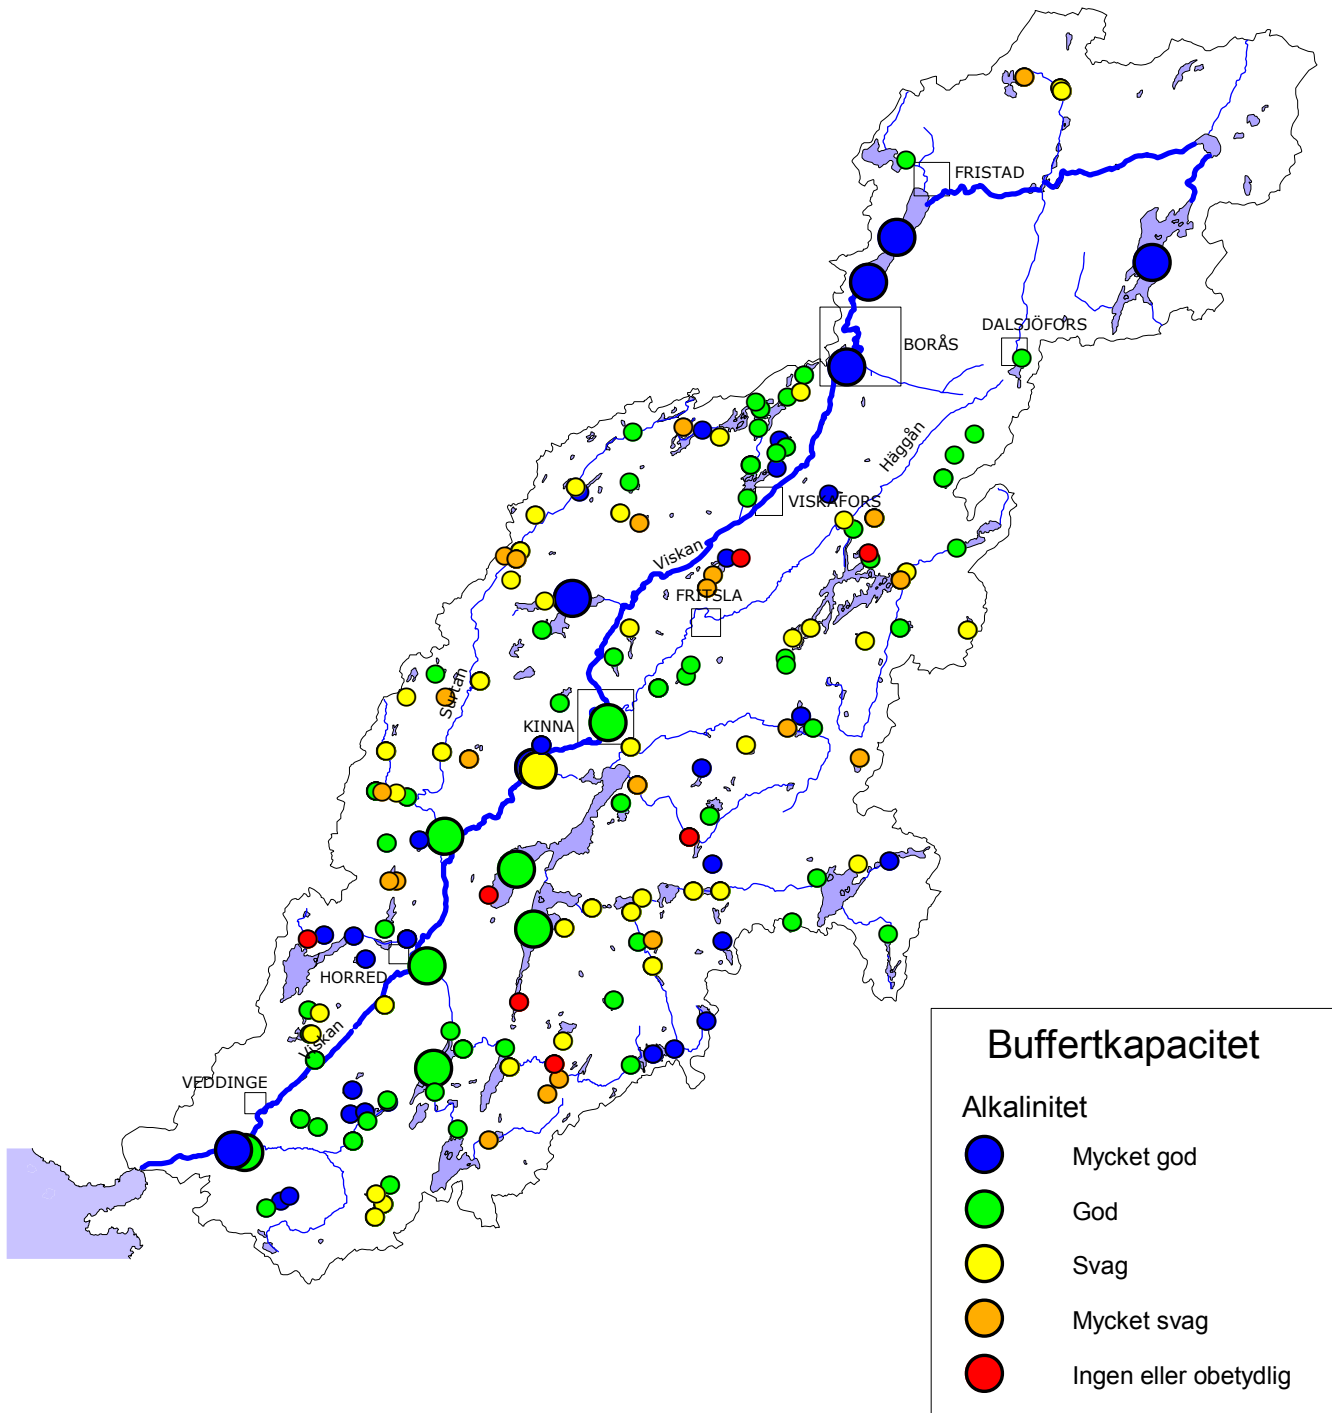 FRISTAD
DALSJÖFORS
BORÅS
Häggån
VISKAFORS
Viskan
FRITSLA
Surtan
KINNA
HORRED
Viskan
VEDDINGE
Buffertkapacitet
Alkalinitet
Mycket god
God
Svag
Mycket svag
Ingen eller obetydlig